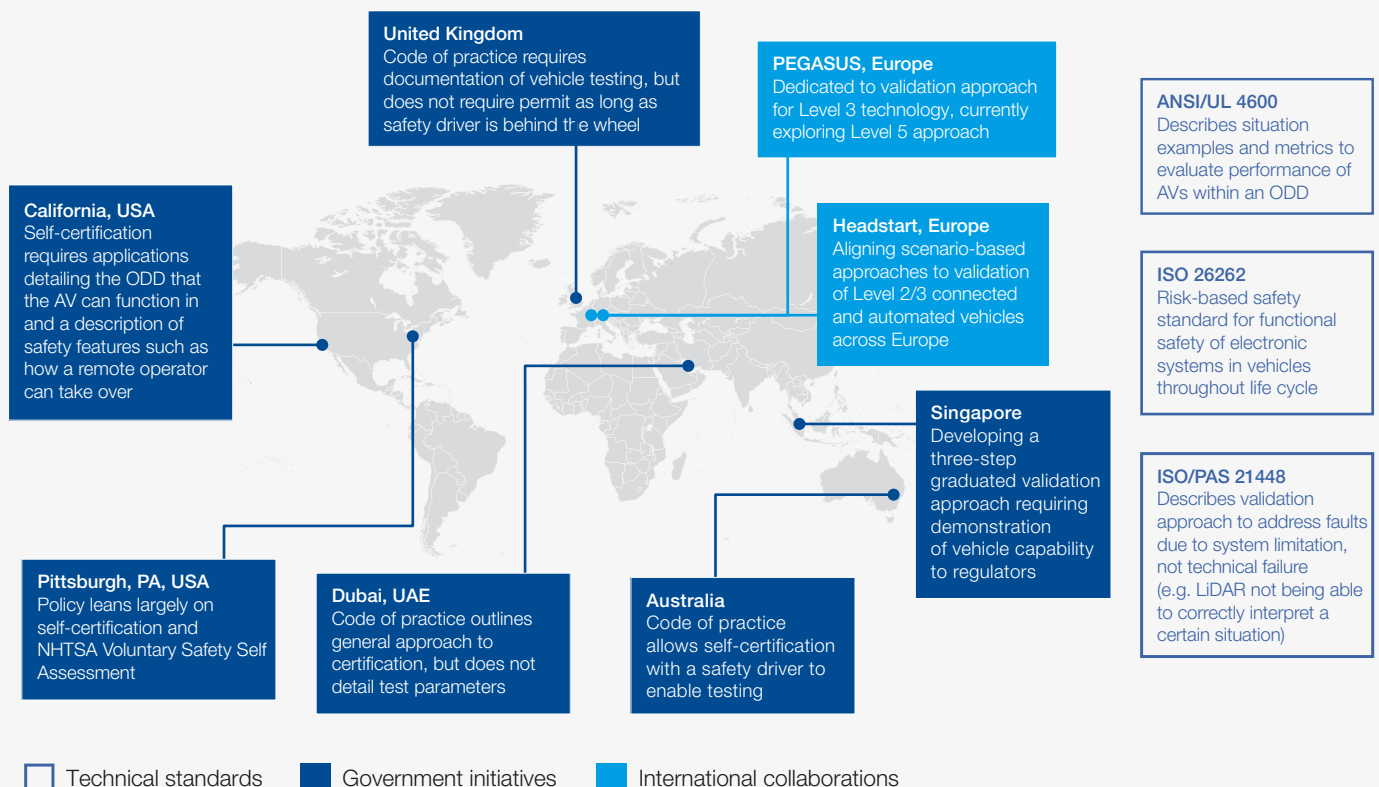 United Kingdom
Code of practice requires
documentation of vehicle testing, but
does not require permit as long as
safety driver is behind the wheel
PEGASUS, Europe
Dedicated to validation approach
for Level 3 technology, currently
exploring Level 5 approach
ANSI/UL 4600
Describes situation
examples and metrics to
evaluate performance of
AVs within an ODD
California, USA
Self-certification
requires applications
detailing the ODD that
the AV can function in
and a description of
safety features such as
how a remote operator
can take over
Headstart, Europe
Aligning scenario-based
approaches to validation
of Level 2/3 connected
and automated vehicles
across Europe
ISO 26262
Risk-based safety
standard for functional
safety of electronic
systems in vehicles
throughout life cycle
Singapore
Developing a
three-step
graduated validation
approach requiring
demonstration
of vehicle capability
to regulators
ISO/PAS 21448
Describes validation
approach to address faults
due to system limitation,
not technical failure
(e.g. LiDAR not being able
to correctly interpret a
certain situation)
Pittsburgh, PA, USA
Policy leans largely on
self-certification and
NHTSA Voluntary Safety Self
Assessment
Dubai, UAE
Code of practice outlines
general approach to
certification, but does not
detail test parameters
Australia
Code of practice
allows self-certification
with a safety driver to
enable testing
Technical standards
Government initiatives
International collaborations